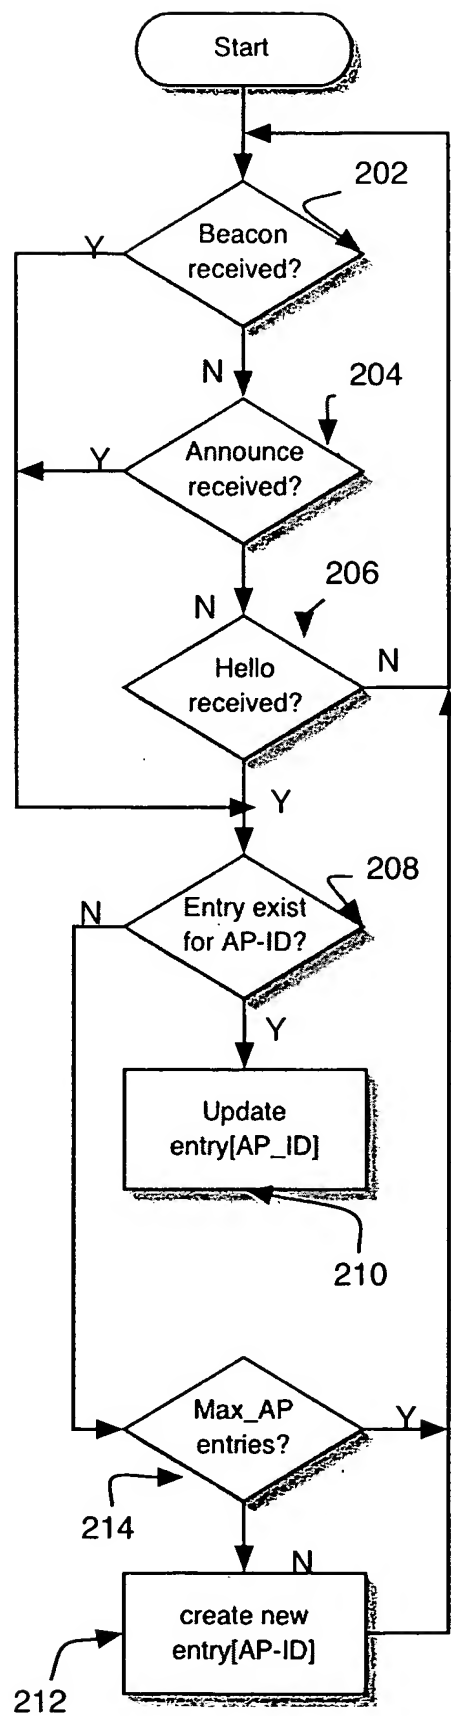 Start
202
Beacon
received?
Y
N
204
Announce
received?
Y
N
206
Hello
received?
N
Y
208
Entry exist
for AP-ID?
N
Y
Update
entry[AP_ID]
210
Max_AP
entries?
Y
214
N
create new
entry[AP-ID]
212